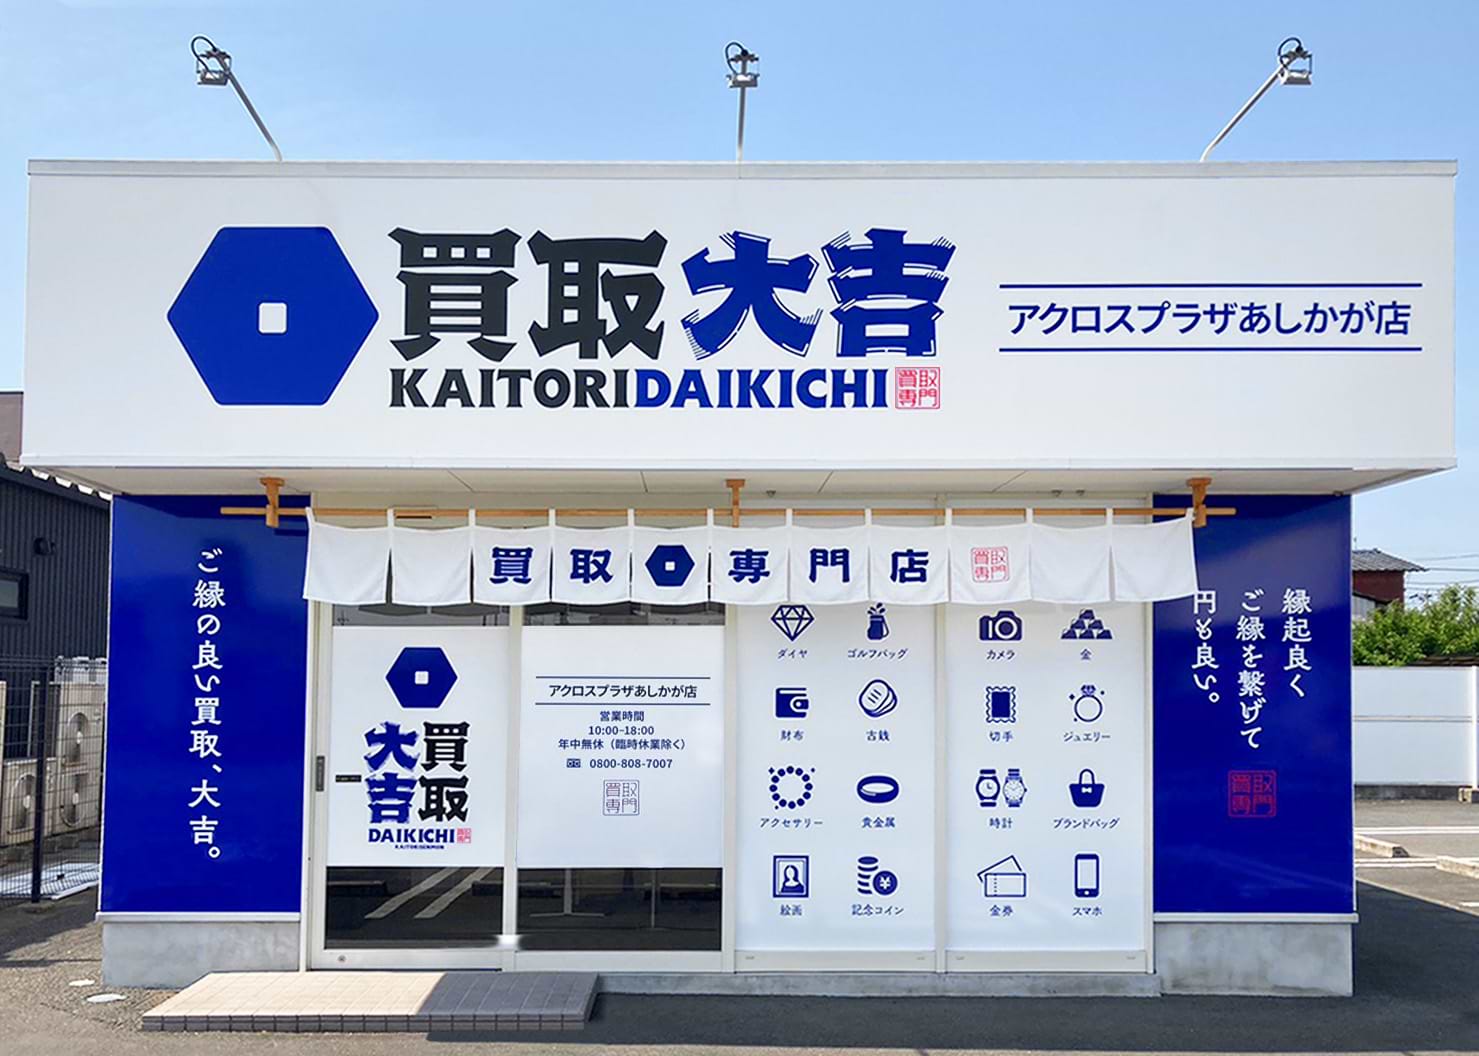 買取大吉
KAITORIDAIKICHI
買取
専門
アクロスプラザあしかが店
買取 専門店
買取
専門
ご縁の良い買取、大吉。
買取
大吉
DAIKICHI
買取
専門
KAITORISENMON
アクロスプラザあしかが店
営業時間
10:00-18:00
年中無休（臨時休業除く）
0800-808-7007
買取
専門
ダイヤ
ゴルフバッグ
カメラ
金
財布
古銭
切手
ジュエリー
アクセサリー
貴金属
時計
ブランドバッグ
絵画
記念コイン
金券
スマホ
縁起良く
ご縁を繋げて
円も良い。
買取
専門